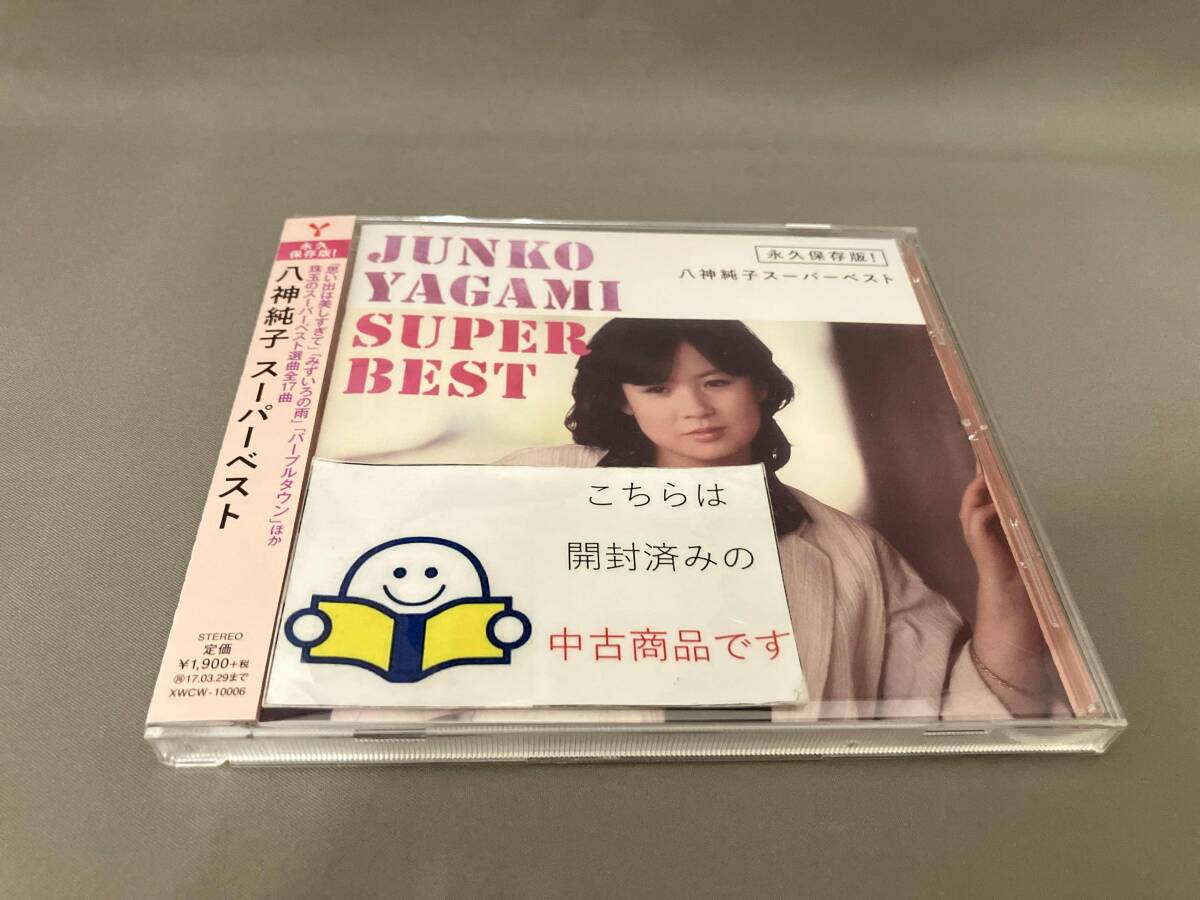 永久
保存版!
八神純子 スーパーベスト
「思い出は美しすぎて」「みずいろの雨」「パープルタウン」ほか
珠玉のスーパーベスト選曲全17曲
STEREO
定価
¥1,900+税
㋐17.03.29まで
XWCW-10006
JUNKO
YAGAMI
SUPER
BEST
永久保存版!
八神純子スーパーベスト
こちらは
開封済みの
中古商品です